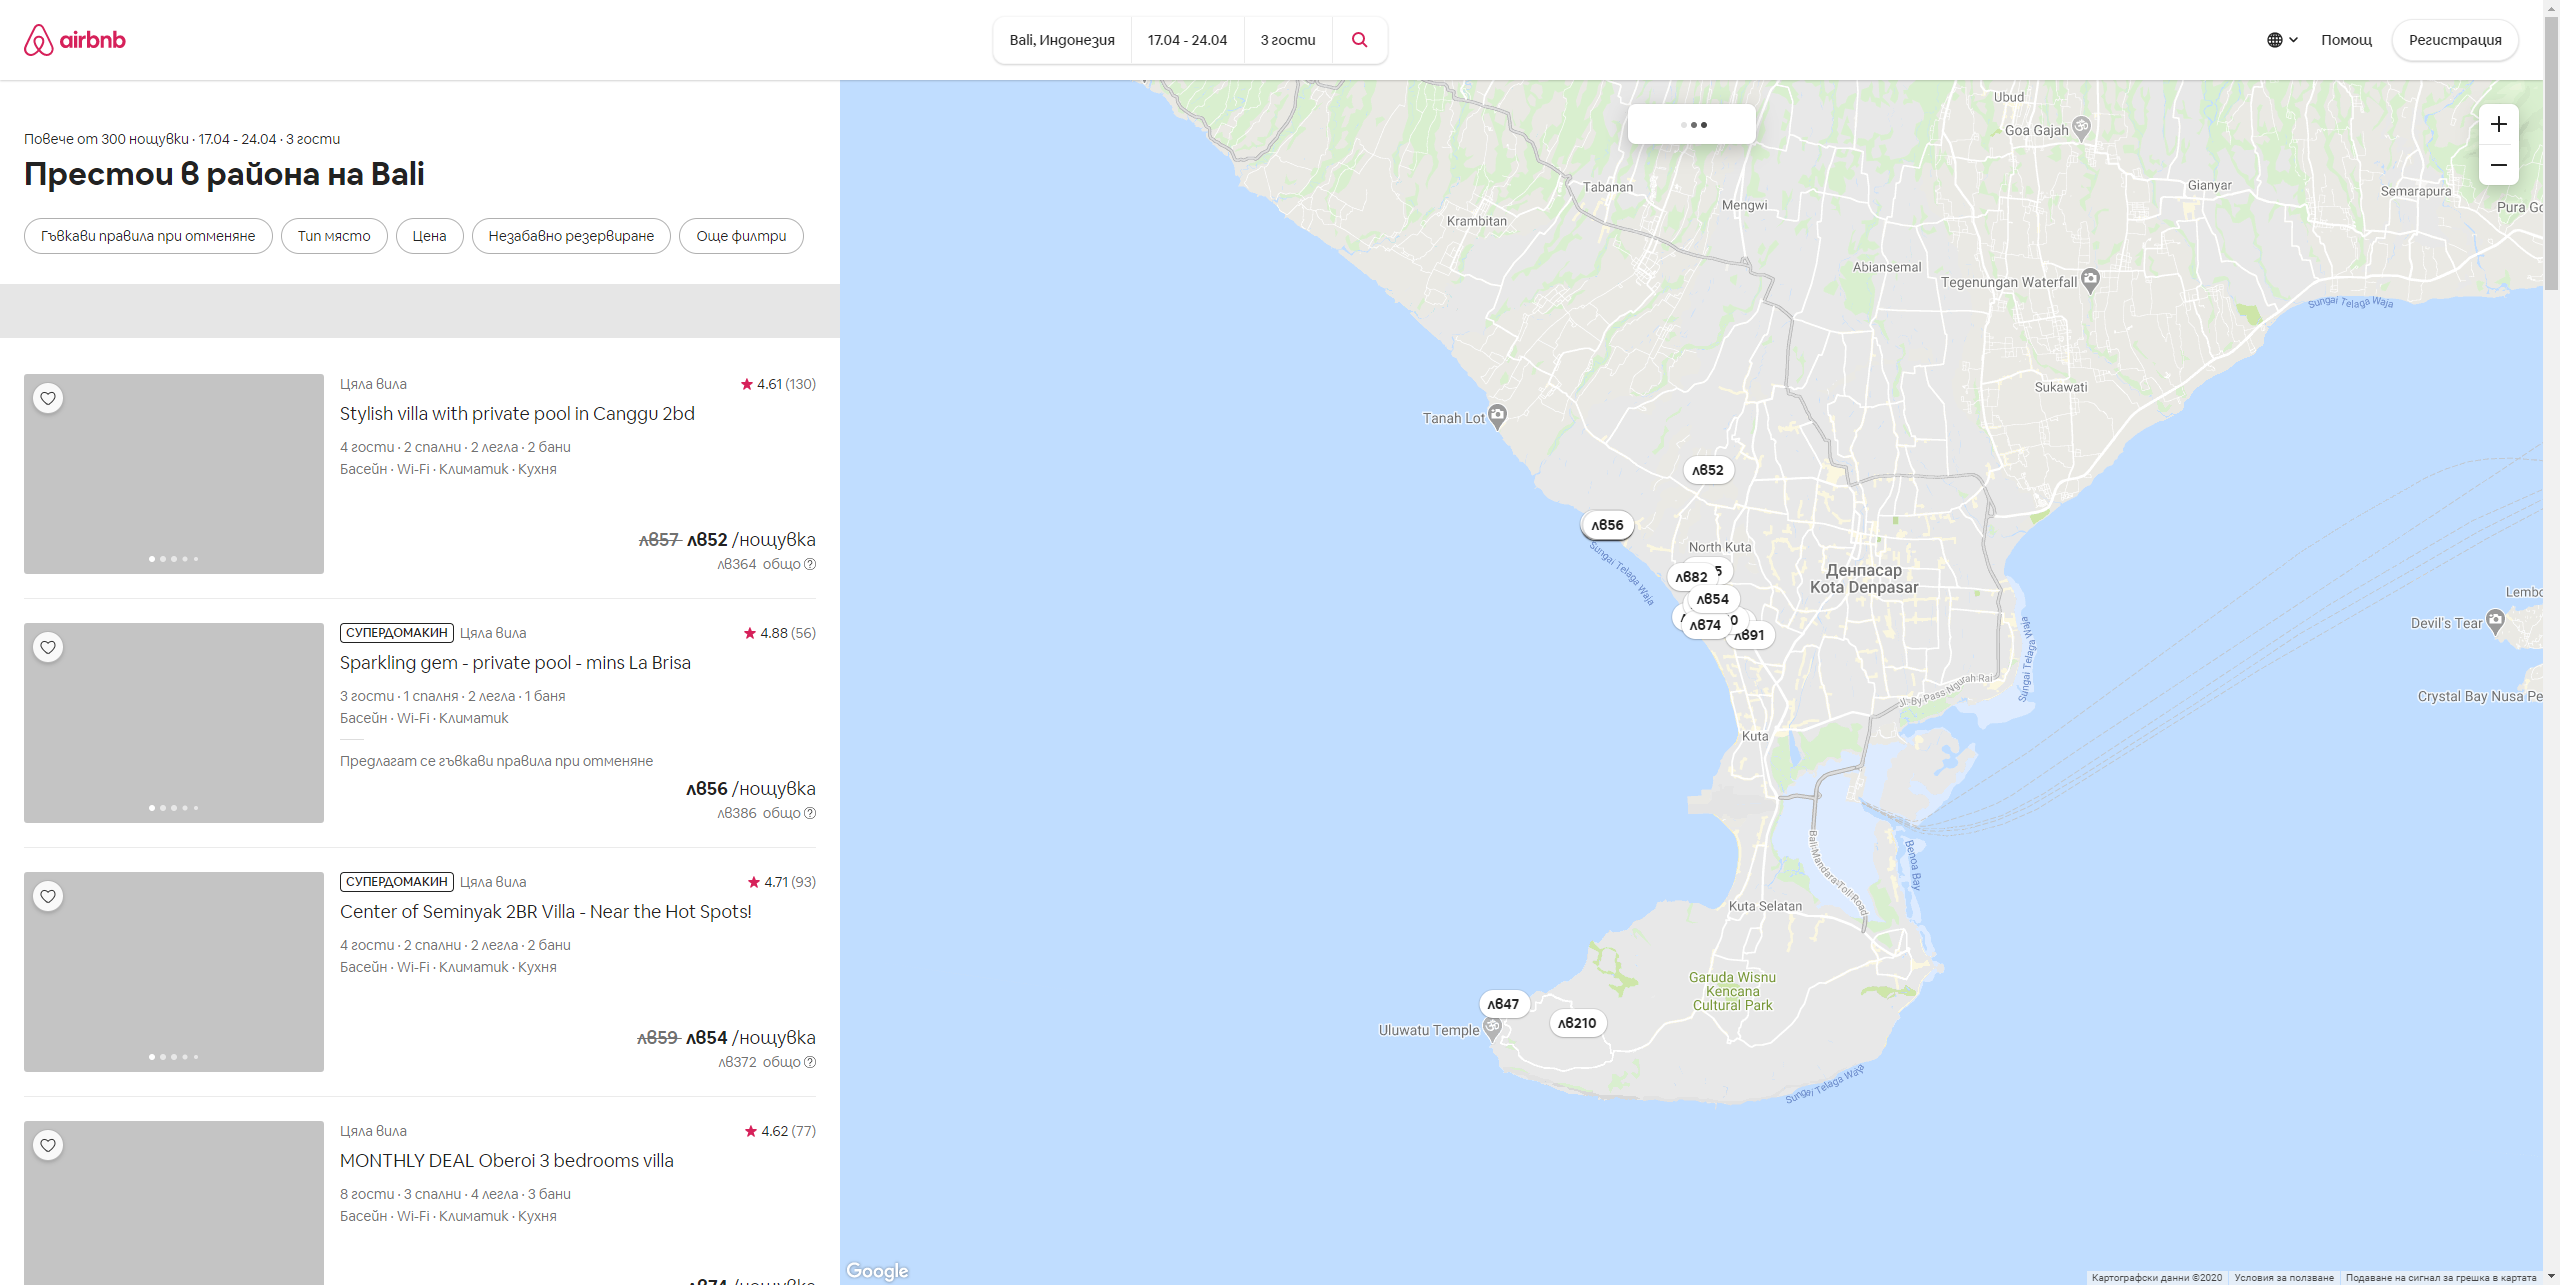 airbnb
Bali, Индонезия
17.04 - 24.04
3 гости
Помощ
Регистрация
Повече от 300 нощувки · 17.04 - 24.04 · 3 гости
Престои в района на Bali
Гъвкави правила при отменяне
Тип място
Цена
Незабавно резервиране
Още филтри
Цяла вила
4.61 (130)
Stylish villa with private pool in Canggu 2bd
4 гости · 2 спални · 2 легла · 2 бани
Басейн · Wi-Fi · Климатик · Кухня
лв57 лв52 /нощувка
лв364 общо
СУПЕРДОМАКИН Цяла вила
4.88 (56)
Sparkling gem - private pool - mins La Brisa
3 гости · 1 спалня · 2 легла · 1 баня
Басейн · Wi-Fi · Климатик
Предлагат се гъвкави правила при отменяне
лв56 /нощувка
лв386 общо
СУПЕРДОМАКИН Цяла вила
4.71 (93)
Center of Seminyak 2BR Villa - Near the Hot Spots!
4 гости · 2 спални · 2 легла · 2 бани
Басейн · Wi-Fi · Климатик · Кухня
лв59 лв54 /нощувка
лв372 общо
Цяла вила
4.62 (77)
MONTHLY DEAL Oberoi 3 bedrooms villa
8 гости · 3 спални · 4 легла · 3 бани
Басейн · Wi-Fi · Климатик · Кухня
лв74 /нощувка
Ubud
Goa Gajah
Tabanan
Mengwi
Gianyar
Semarapura
Krambitan
Abiansemal
Tegenungan Waterfall
Sungai Telaga Waja
Sukawati
Tanah Lot
лв52
лв56
North Kuta
Sungai Telaga Waja
лв82
5
Денпасар
Kota Denpasar
лв54
лв74
0
лв91
Devil's Tear
Sungai Telaga Waja
Jl. By Pass Ngurah Rai
Kuta
Bali Mandara Toll Road
Benoa Bay
Kuta Selatan
Garuda Wisnu
Kencana
Cultural Park
лв47
лв210
Uluwatu Temple
Sungai Telaga Waja
Google
Картографски данни ©2020
Условия за ползване
Подаване на сигнал за грешка в картата